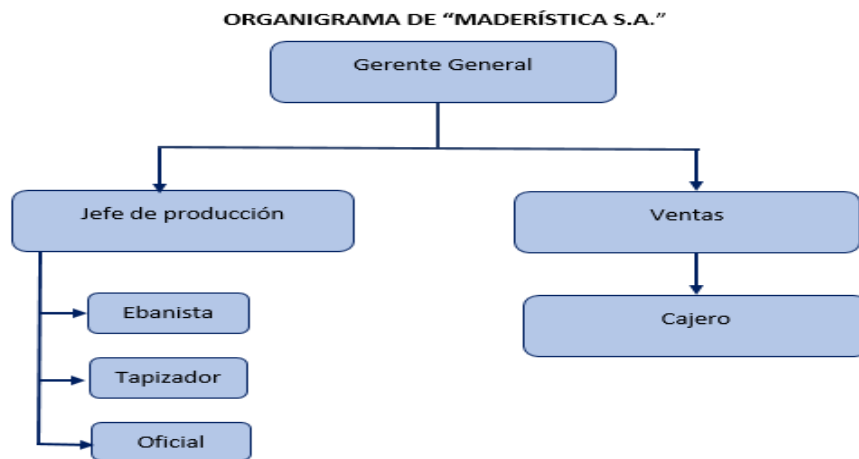 ORGANIGRAMA DE “MADERÍSTICA S.A.”
Gerente General
Jefe de producción
Ventas
Ebanista
Cajero
Tapizador
Oficial